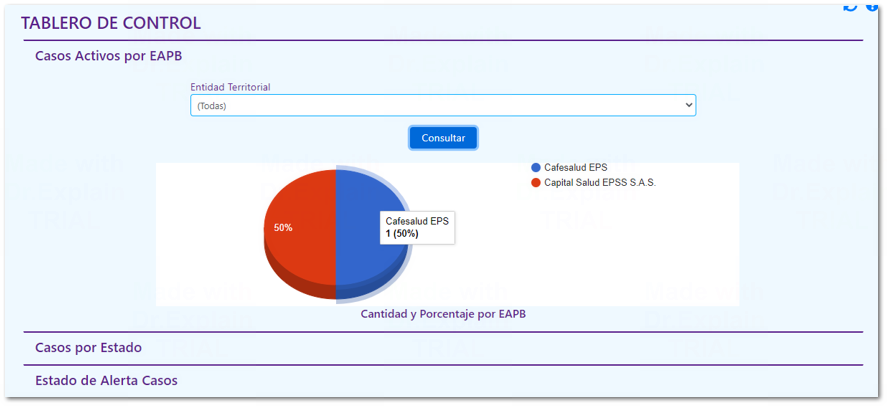 TABLERO DE CONTROL
Casos Activos por EAPB
Entidad Territorial
(Todas)
Consultar
Cafesalud EPS
Capital Salud EPSS S.A.S.
50%
Cafesalud EPS
1 (50%)
Cantidad y Porcentaje por EAPB
Casos por Estado
Estado de Alerta Casos